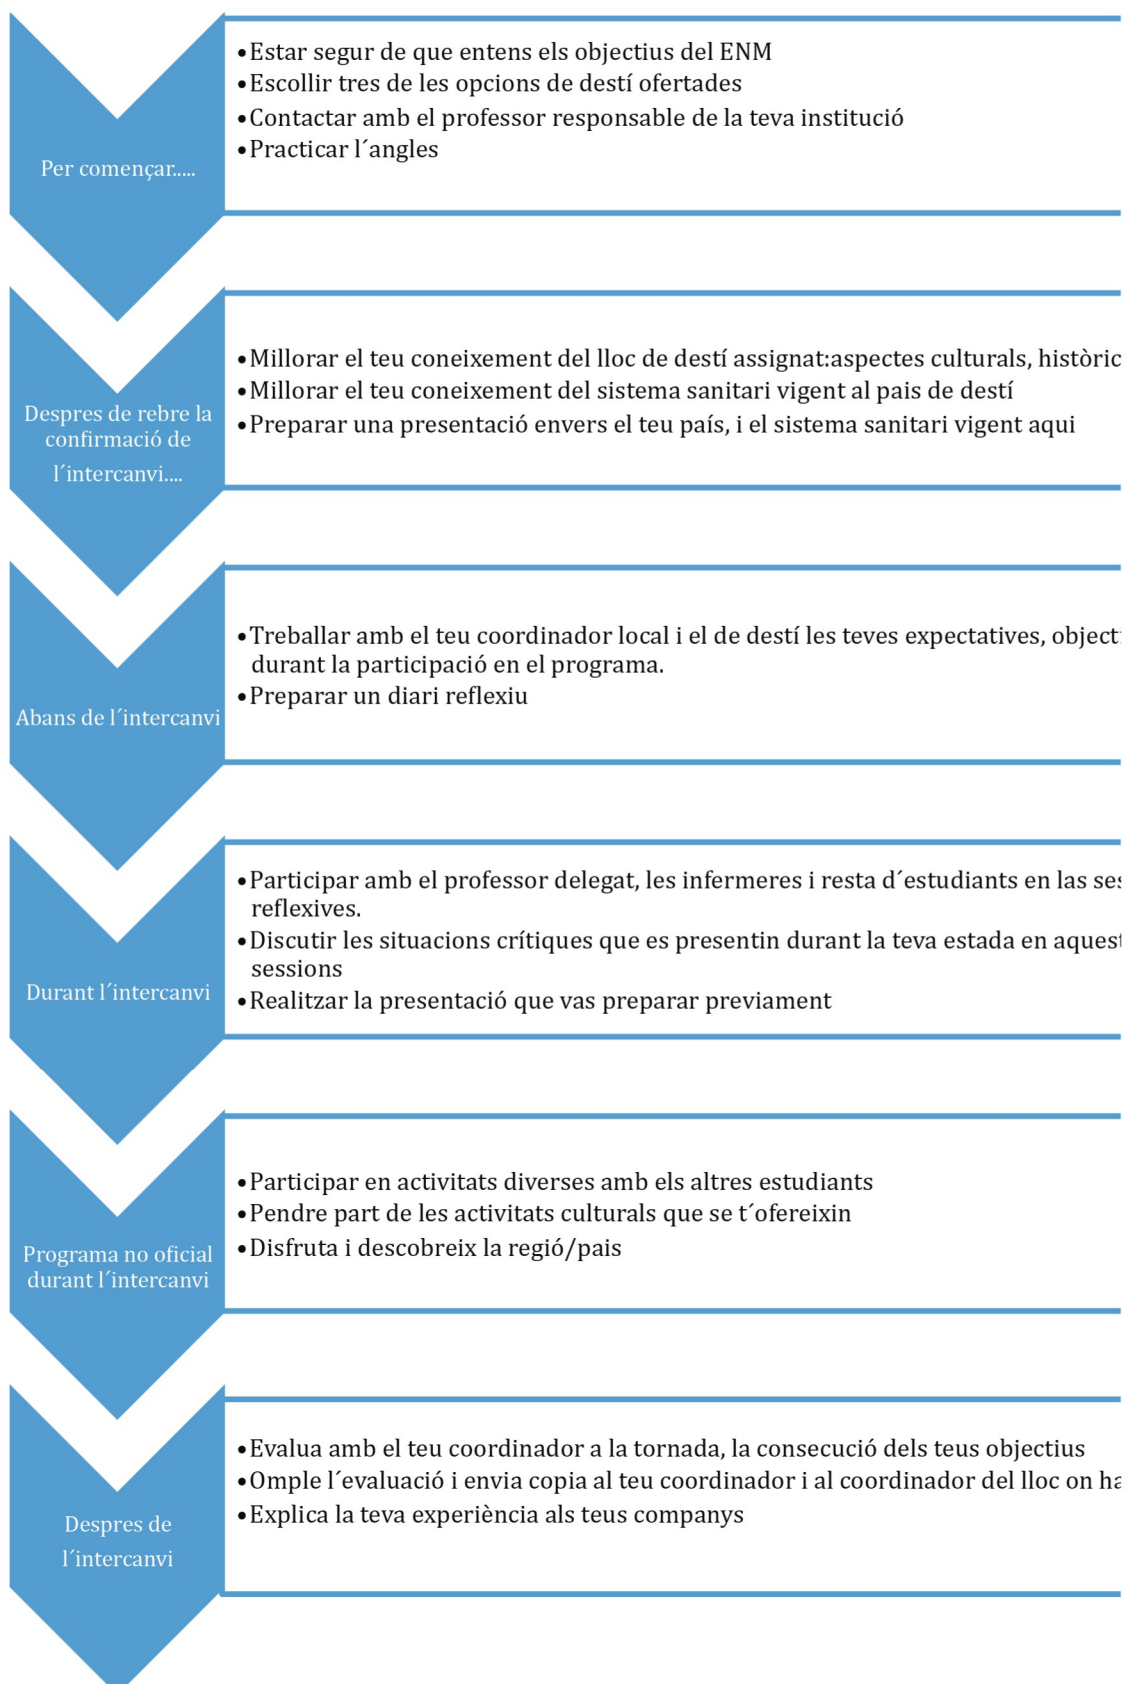 Per començar.....
•Estar segur de que entens els objectius del ENM
•Escollir tres de les opcions de destí ofertades
•Contactar amb el professor responsable de la teva institució
•Practicar l´angles
Despres de rebre la
confirmació de
l´intercanvi....
•Millorar el teu coneixement del lloc de destí assignat:aspectes culturals, històric
•Millorar el teu coneixement del sistema sanitari vigent al pais de destí
•Preparar una presentació envers el teu país, i el sistema sanitari vigent aqui
Abans de l´intercanvi
•Treballar amb el teu coordinador local i el de destí les teves expectatives,
durant la participació en el programa.
•Preparar un diari reflexiu
Durant l´intercanvi
•Participar amb el professor delegat, les infermeres i resta d´estudiants en las
reflexives.
•Discutir les situacions crítiques que es presentin durant la teva estada en
sessions
•Realitzar la presentació que vas preparar previament
Programa no oficial
durant l´intercanvi
•Participar en activitats diverses amb els altres estudiants
•Pendre part de les activitats culturals que se t´ofereixin
•Disfruta i descobreix la regió/pais
Despres de
l´intercanvi
•Evalua amb el teu coordinador a la tornada, la consecució dels teus objectius
•Omple l´evaluació i envia copia al teu coordinador i al coordinador del lloc on
•Explica la teva experiència als teus companys